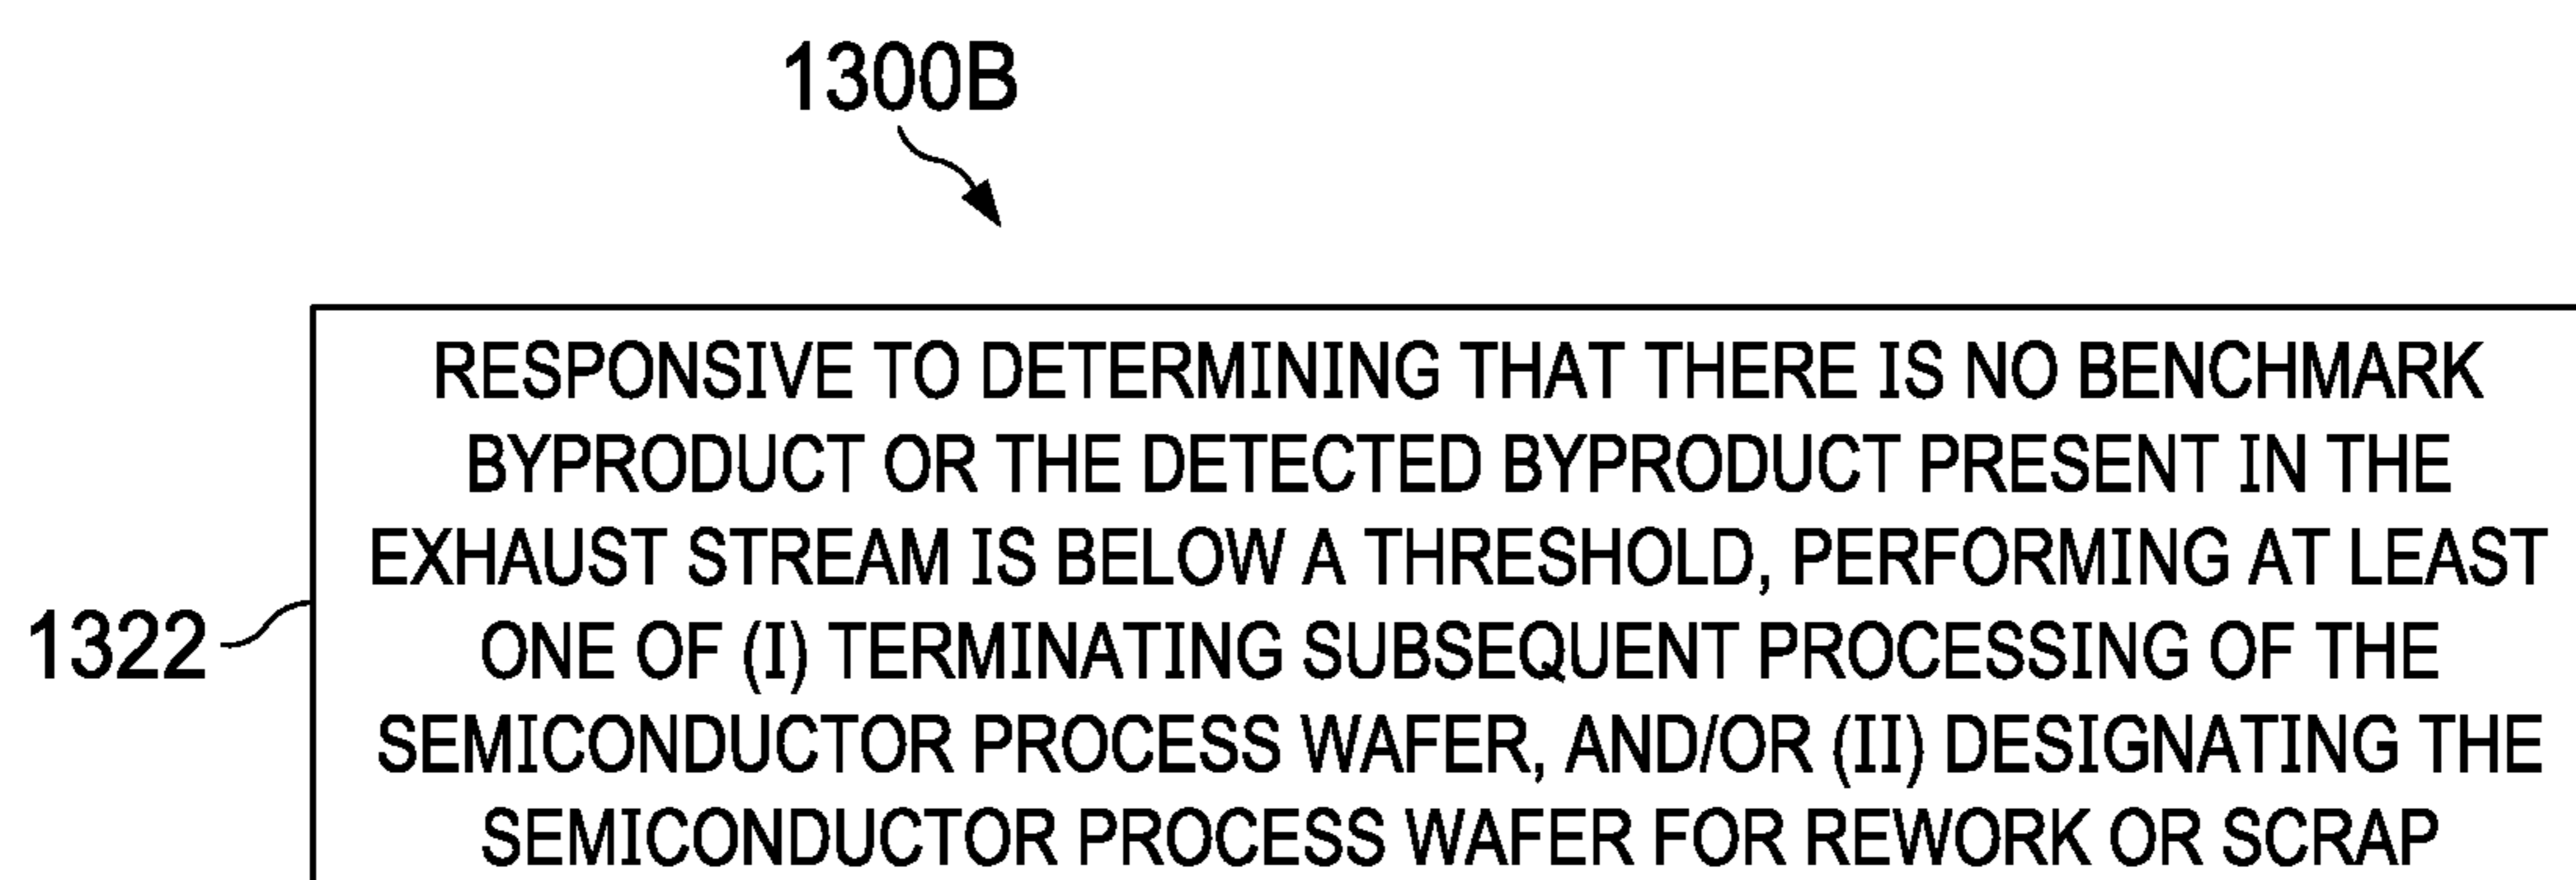 1300B
RESPONSIVE TO DETERMINING THAT THERE IS NO BENCHMARK
BYPRODUCT OR THE DETECTED BYPRODUCT PRESENT IN THE
EXHAUST STREAM IS BELOW A THRESHOLD, PERFORMING AT LEAST
1322
ONE OF (I) TERMINATING SUBSEQUENT PROCESSING OF THE
SEMICONDUCTOR PROCESS WAFER, AND/OR (II) DESIGNATING THE
SEMICONDUCTOR PROCESS WAFER FOR REWORK OR SCRAP